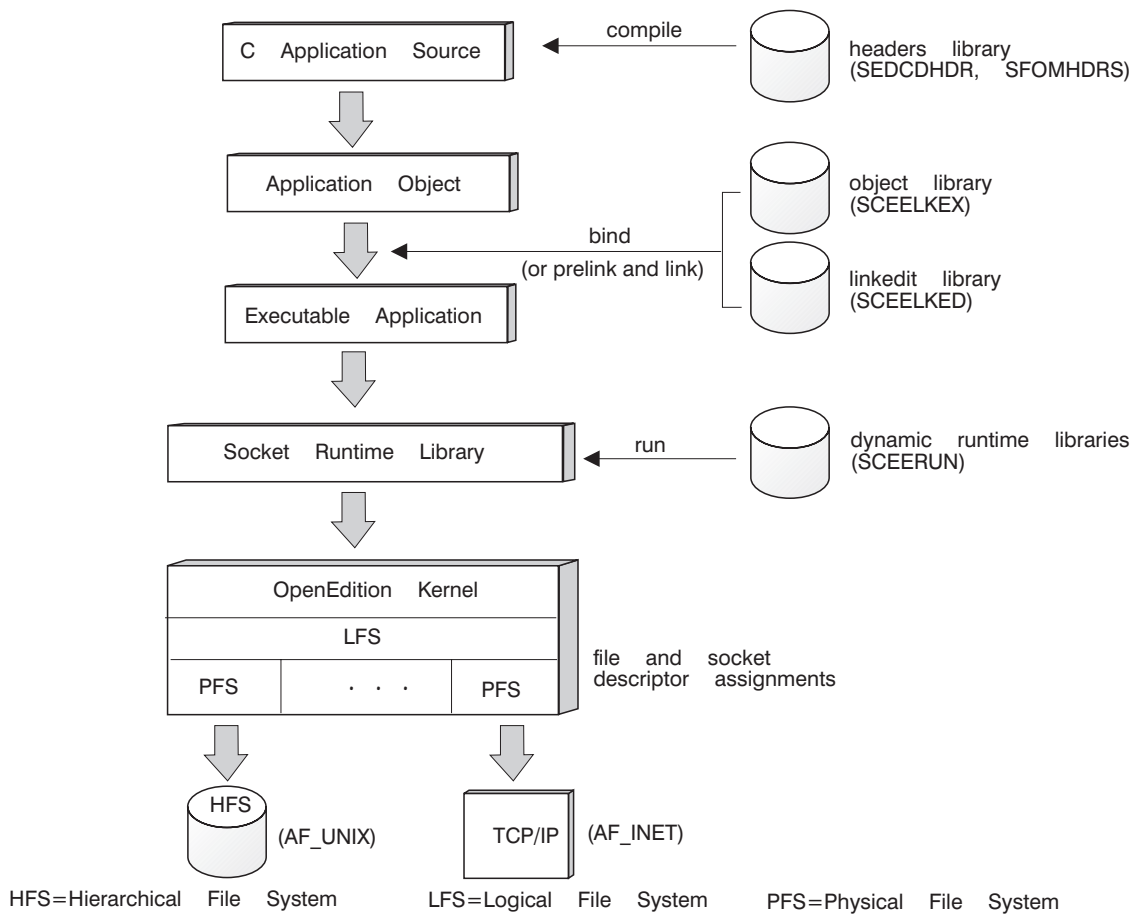 C Application Source
compile
headers library
(SEDCDHDR, SFOMHDRS)
Application Object
object library
(SCEELKEX)
bind
(or prelink and link)
linkedit library
(SCEELKED)
Executable Application
Socket Runtime Library
run
dynamic runtime libraries
(SCEERUN)
OpenEdition Kernel
LFS
PFS
. . .
PFS
file and socket
descriptor assignments
HFS
(AF_UNIX)
TCP/IP
(AF_INET)
HFS=Hierarchical File System
LFS=Logical File System
PFS=Physical File System